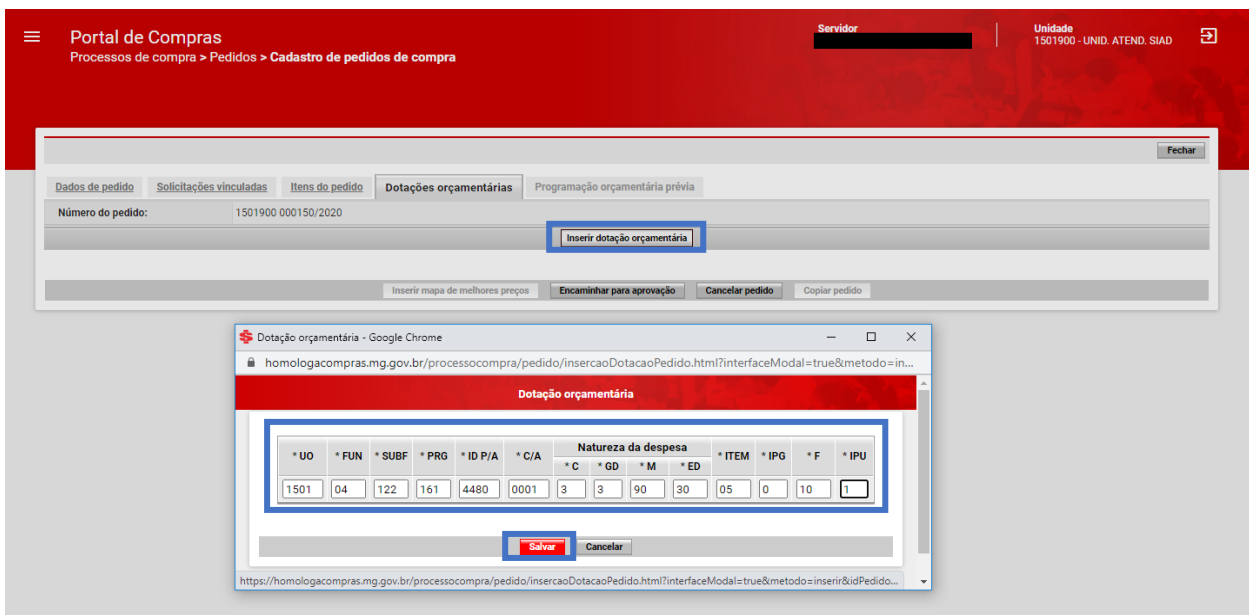 Portal de Compras
Processos de compra > Pedidos > Cadastro de pedidos de compra
Servidor
Unidade
1501900 - UNID. ATEND. SIAD
Fechar
Dados de pedido Solicitações vinculadas Itens do pedido Dotações orçamentárias Programação orçamentária prévia
Número do pedido: 1501900 000150/2020
Inserir dotação orçamentária
Inserir mapa de melhores preços Encaminhar para aprovação Cancelar pedido Copiar pedido
Dotação orçamentária - Google Chrome
homologacompras.mg.gov.br/processocompra/pedido/insercaoDotacaoPedido.html?interfaceModal=true&metodo=in...
Dotação orçamentária
* UO * FUN * SUBF * PRG * ID P/A * C/A Natureza da despesa * ITEM * IPG * F * IPU
* C * GD * M * ED
1501 04 122 161 4480 0001 3 3 90 30 05 0 10 1
Salvar Cancelar
https://homologacompras.mg.gov.br/processocompra/pedido/insercaoDotacaoPedido.html?interfaceModal=true&metodo=inserir&idPedido...